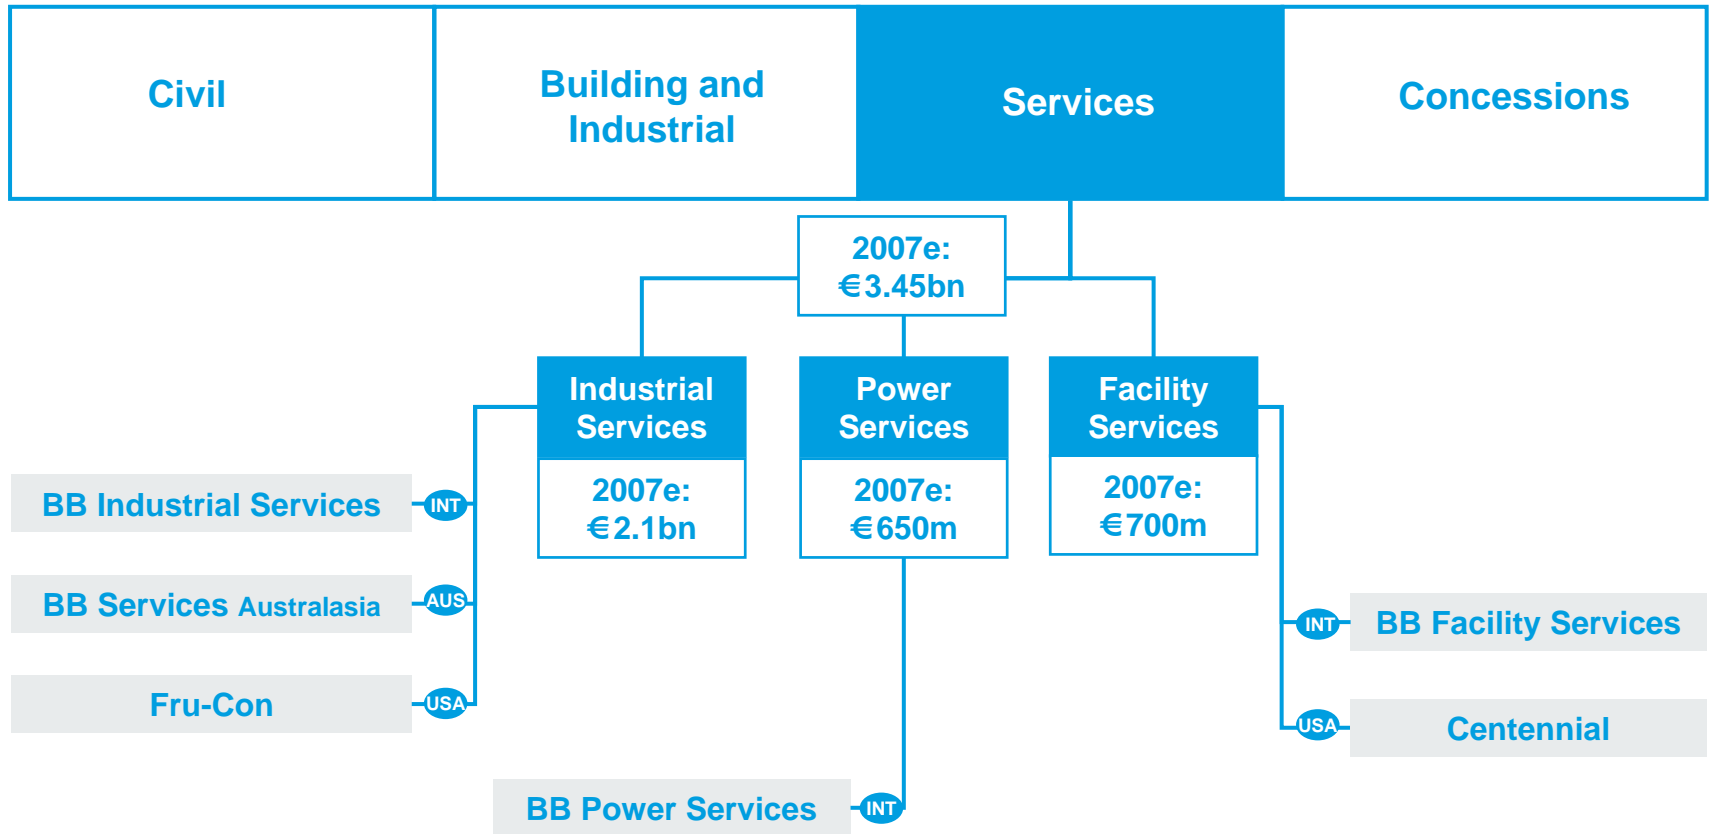 Civil
Building and
Industrial
Services
Concessions
2007e:
€3.45bn
Industrial
Services
2007e:
€2.1bn
Power
Services
2007e:
€650m
Facility
Services
2007e:
€700m
BB Industrial Services
INT
BB Services Australasia
AUS
Fru-Con
USA
BB Power Services
INT
INT
BB Facility Services
USA
Centennial